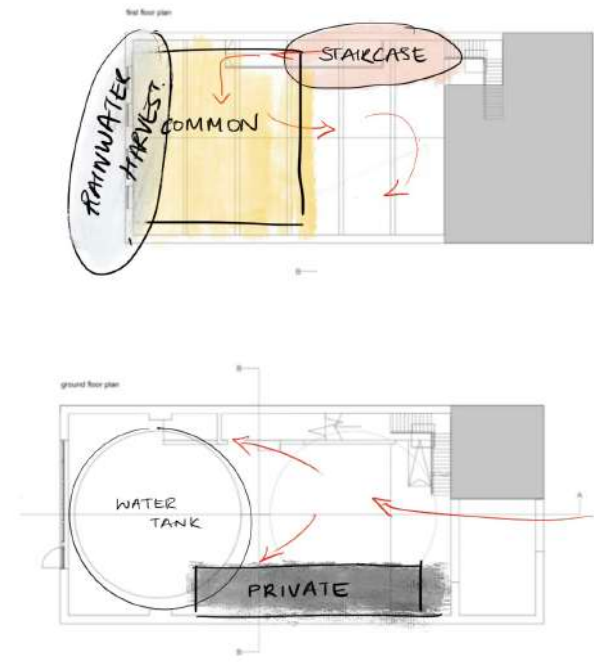 first floor plan
STAIRCASE
RAINWATER
HARVEST.
COMMON
B
ground floor plan
B
WATER
TANK
A
PRIVATE
B